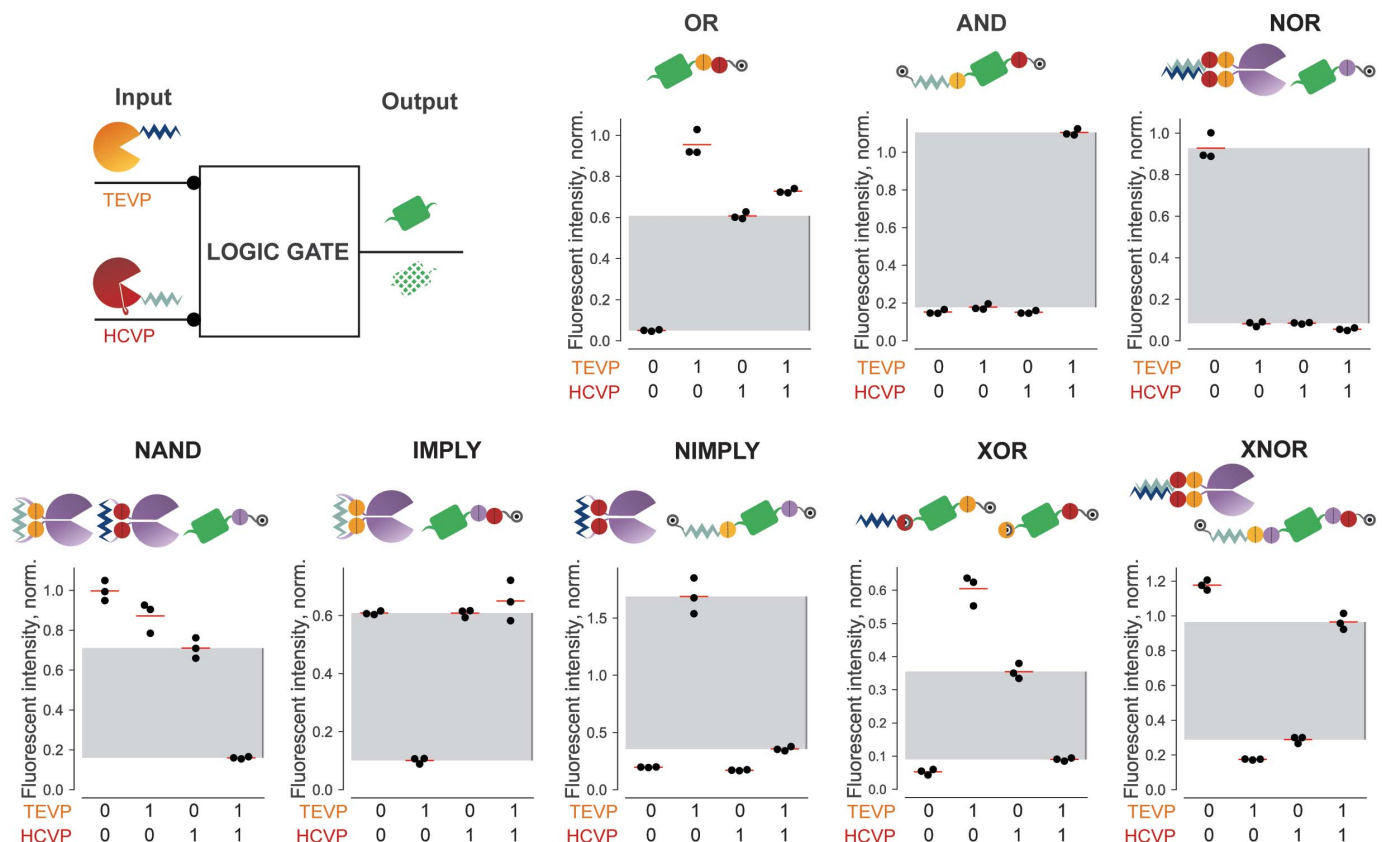 Input
Output
TEVP
LOGIC GATE
HCVP
OR
Fluorescent intensity, norm.
1.0
0.8
0.6
0.4
0.2
0.0
TEVP 0 1 0 1
HCVP 0 0 1 1
AND
Fluorescent intensity, norm.
1.0
0.8
0.6
0.4
0.2
0.0
TEVP 0 1 0 1
HCVP 0 0 1 1
NOR
Fluorescent intensity, norm.
1.0
0.8
0.6
0.4
0.2
0.0
TEVP 0 1 0 1
HCVP 0 0 1 1
NAND
Fluorescent intensity, norm.
1.0
0.8
0.6
0.4
0.2
0.0
TEVP 0 1 0 1
HCVP 0 0 1 1
IMPLY
Fluorescent intensity, norm.
0.6
0.4
0.2
0.0
TEVP 0 1 0 1
HCVP 0 0 1 1
NIMPLY
Fluorescent intensity, norm.
1.5
1.0
0.5
0.0
TEVP 0 1 0 1
HCVP 0 0 1 1
XOR
Fluorescent intensity, norm.
0.6
0.5
0.4
0.3
0.2
0.1
0.0
TEVP 0 1 0 1
HCVP 0 0 1 1
XNOR
Fluorescent intensity, norm.
1.2
1.0
0.8
0.6
0.4
0.2
0.0
TEVP 0 1 0 1
HCVP 0 0 1 1